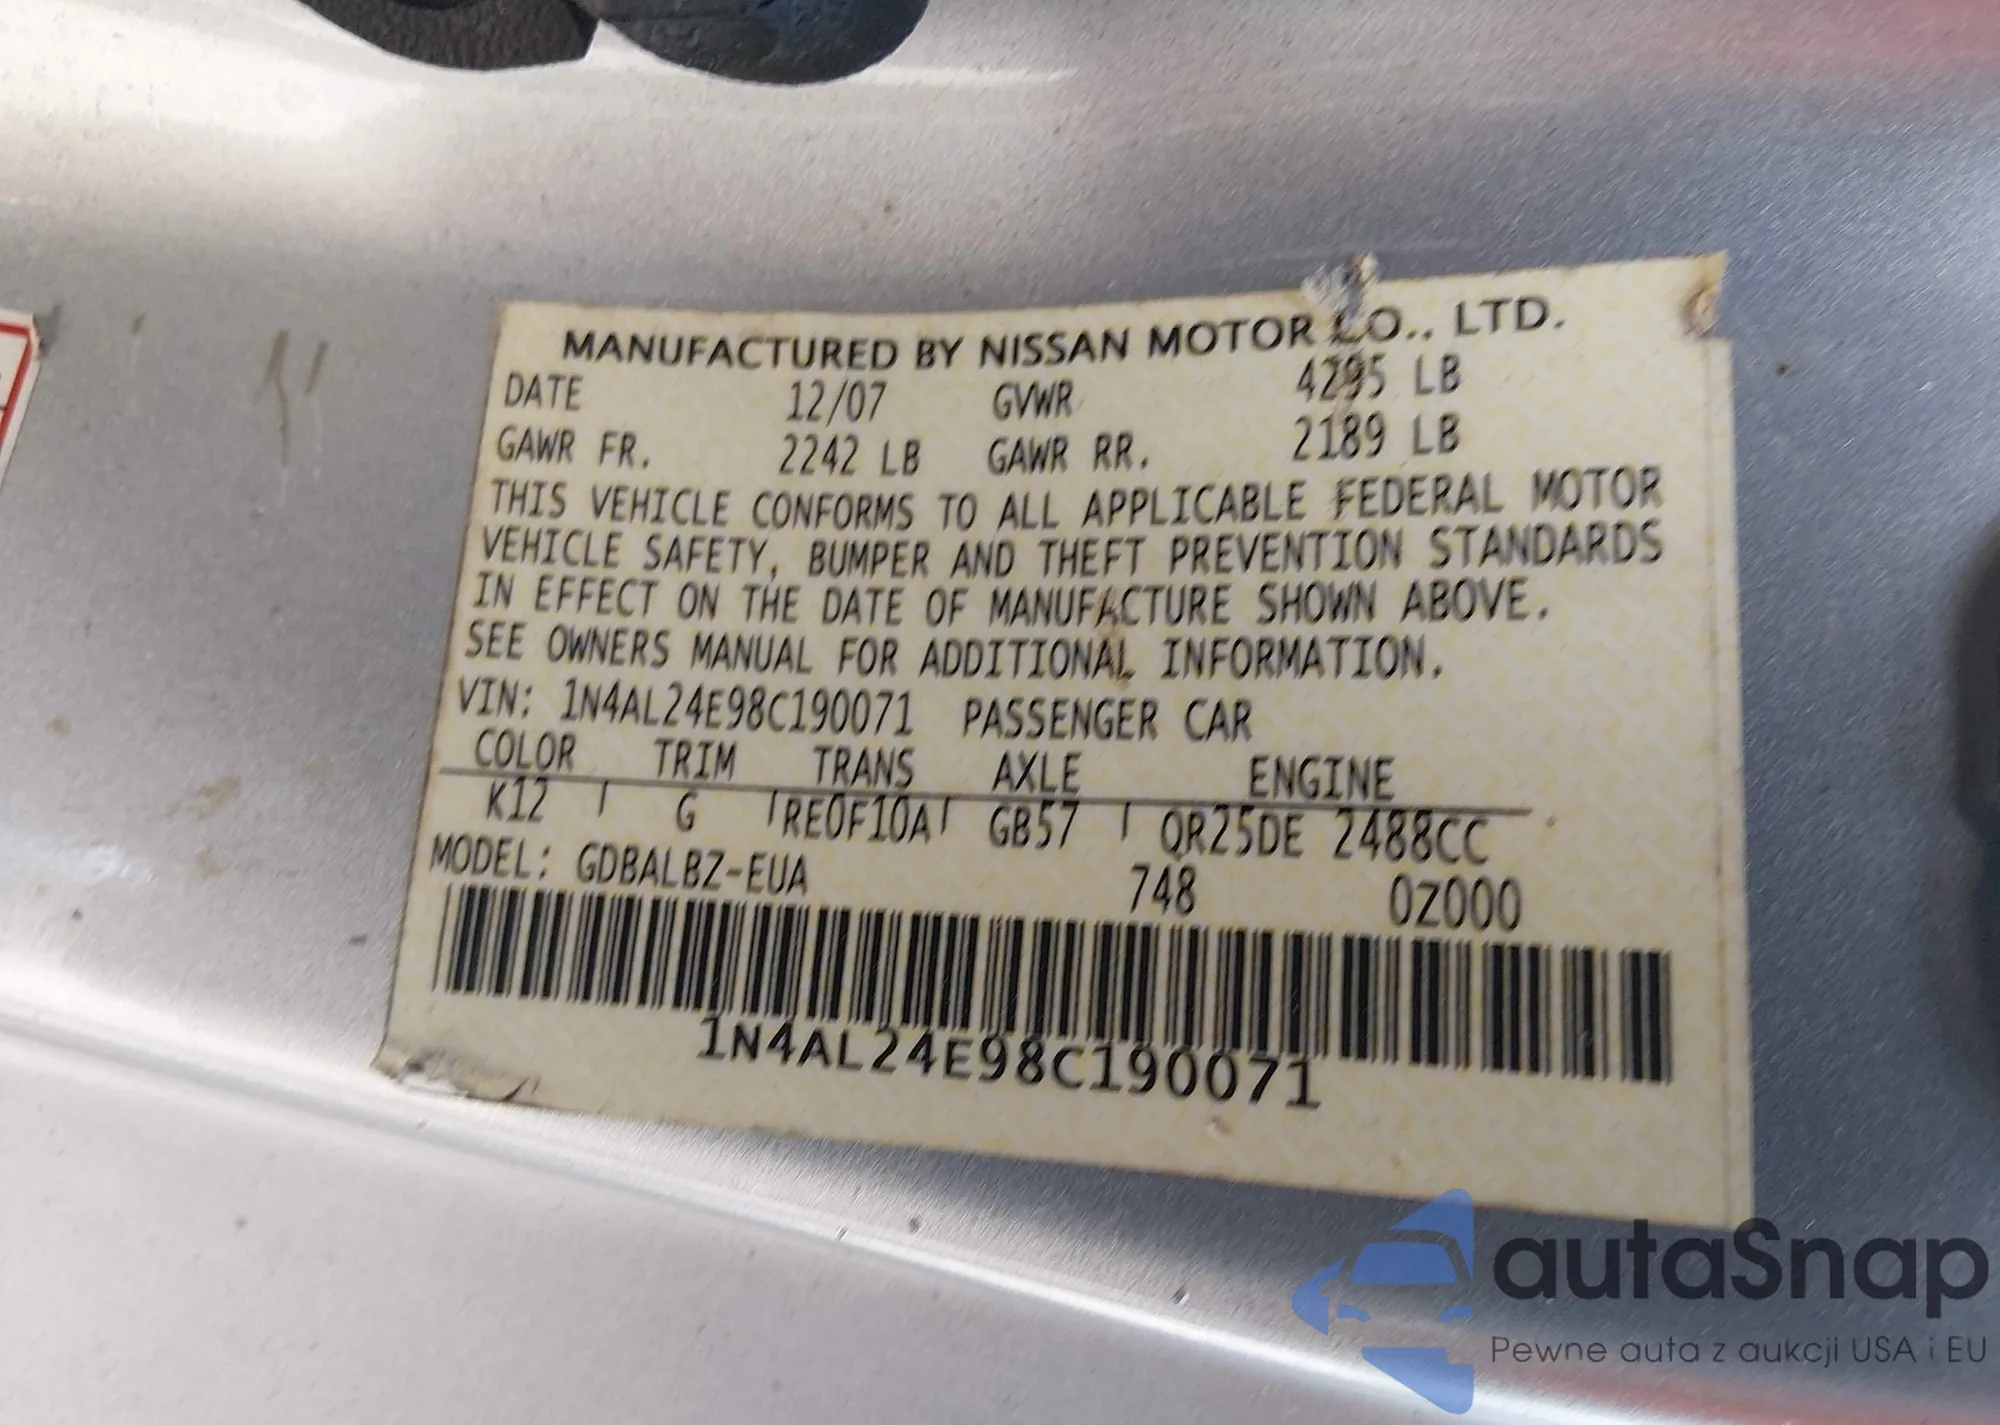 MANUFACTURED BY NISSAN MOTOR CO., LTD.
DATE 12/07 GVWR 4295 LB
GAWR FR. 2242 LB GAWR RR. 2189 LB
THIS VEHICLE CONFORMS TO ALL APPLICABLE FEDERAL MOTOR
VEHICLE SAFETY, BUMPER AND THEFT PREVENTION STANDARDS
IN EFFECT ON THE DATE OF MANUFACTURE SHOWN ABOVE.
SEE OWNERS MANUAL FOR ADDITIONAL INFORMATION.
VIN: 1N4AL24E98C190071 PASSENGER CAR
COLOR TRIM TRANS AXLE ENGINE
K12 G RE0F10A GB57 QR25DE 2488CC
MODEL: GDBALBZ-EUA 748 0Z000
1N4AL24E98C190071
autaSnap
Pewne auta z aukcji USA i EU